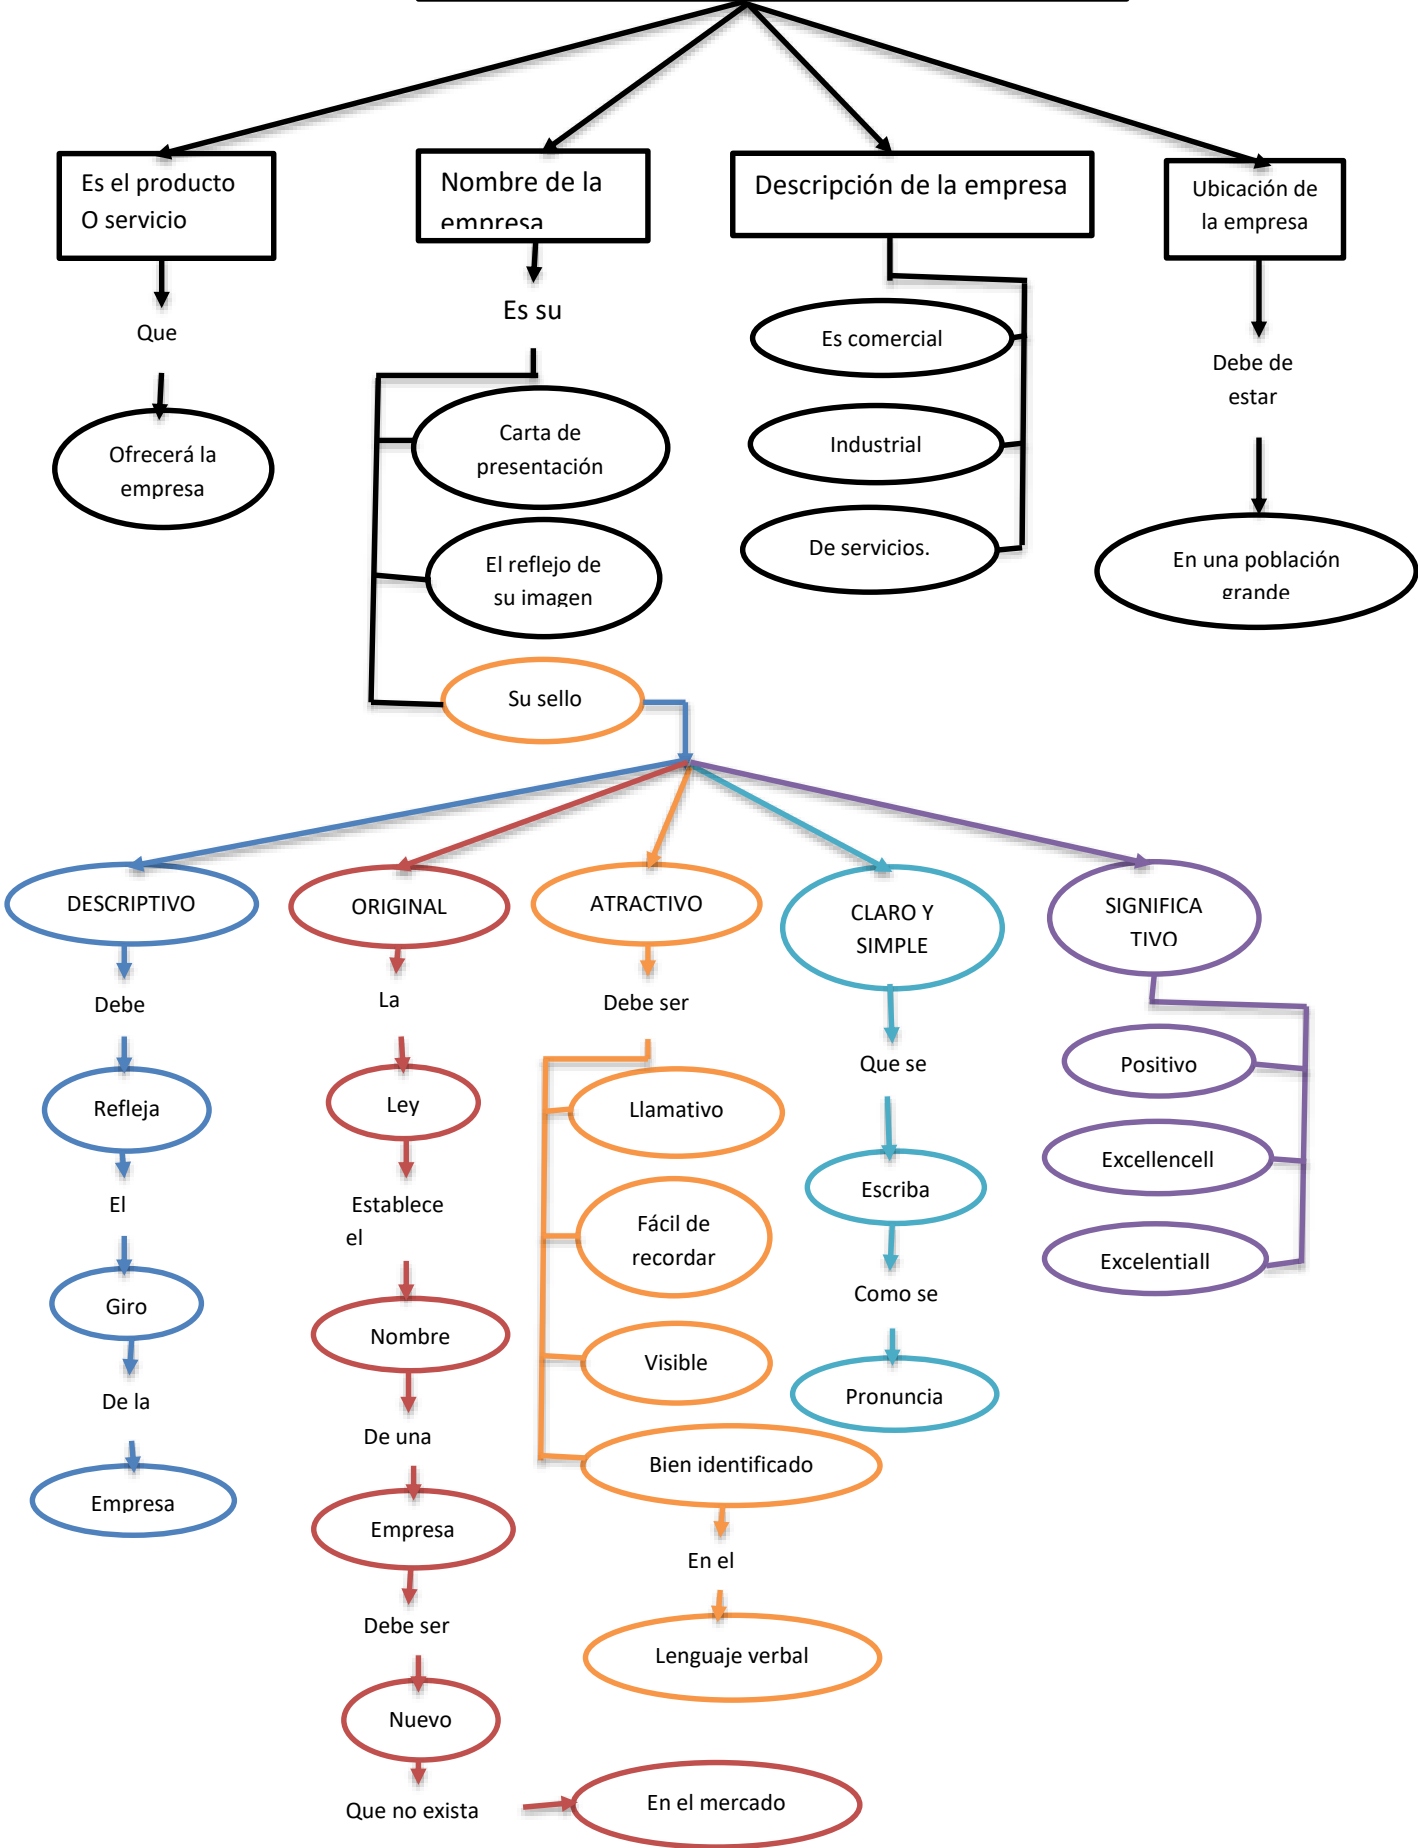 Es el producto
O servicio
Nombre de la
empresa
Descripción de la empresa
Ubicación de
la empresa
Que
Es su
Debe de
estar
Ofrecerá la
empresa
Carta de
presentación
El reflejo de
su imagen
Su sello
Es comercial
Industrial
De servicios.
En una población
grande
DESCRIPTIVO
Debe
Refleja
El
Giro
De la
Empresa
ORIGINAL
La
Ley
Establece
el
Nombre
De una
Empresa
Debe ser
Nuevo
Que no exista
En el mercado
ATRACTIVO
Debe ser
Llamativo
Fácil de
recordar
Visible
Bien identificado
En el
Lenguaje verbal
CLARO Y
SIMPLE
Que se
Escriba
Como se
Pronuncia
SIGNIFICA
TIVO
Positivo
Excellencell
Excelentiall